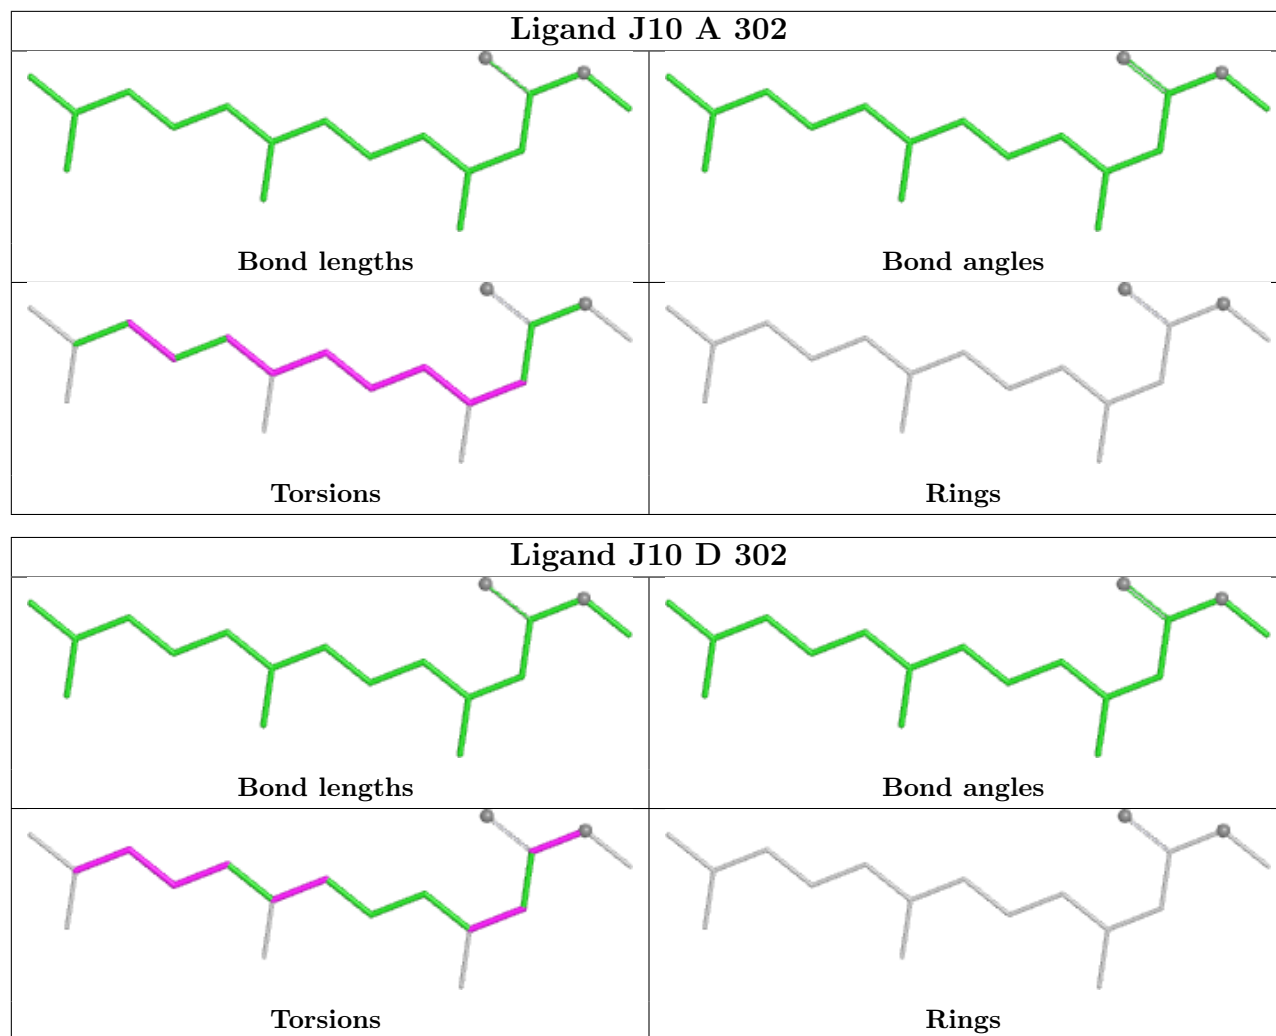 Ligand J10 A 302
Bond lengths
Bond angles
Torsions
Rings
Ligand J10 D 302
Bond lengths
Bond angles
Torsions
Rings